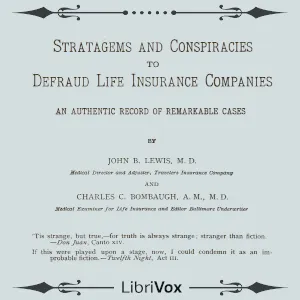 STRATAGEMS AND CONSPIRACIES
TO
DEFRAUD LIFE INSURANCE COMPANIES
AN AUTHENTIC RECORD OF REMARKABLE CASES
BY
JOHN B. LEWIS, M. D.
Medical Director and Adjuster, Travelers Insurance Company
AND
CHARLES C. BOMBAUGH, A. M., M. D.
Medical Examiner for Life Insurance and Editor Baltimore Underwriter
'Tis strange, but true,—for truth is always strange; stranger than fiction.
—Don Juan, Canto XIV.
If this were played upon a stage, now, I could condemn it as an im-
probable fiction.—Twelfth Night, Act III.
LibriVox